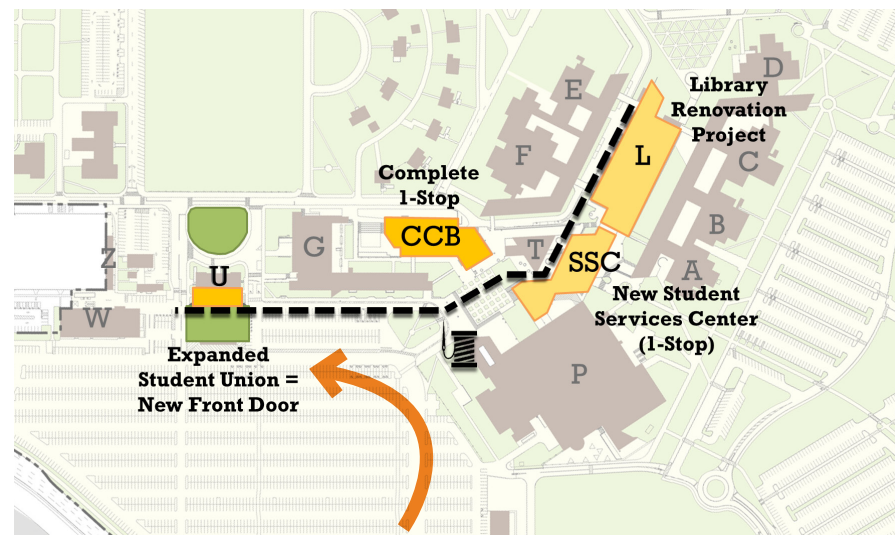 D
Library
Renovation
Project
E
L
C
F
Complete
1-Stop
B
CCB
G
T
SSC
A
Z
U
New Student
Services Center
(1-Stop)
W
Expanded
Student Union =
New Front Door
P